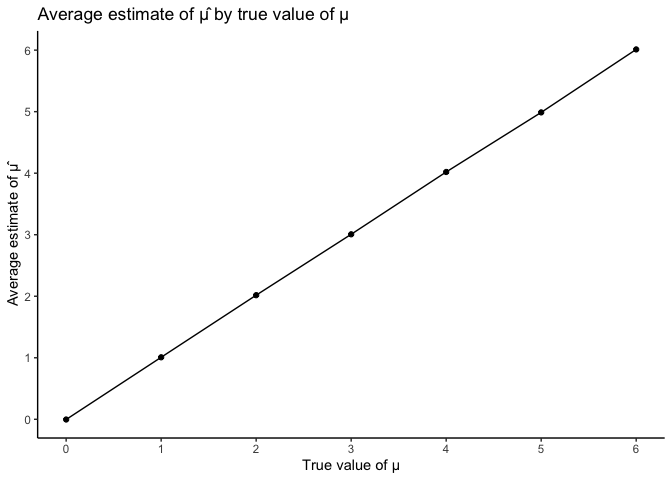 Average estimate of μ̂ by true value of μ
Average estimate of μ̂
6
5
4
3
2
1
0
0 1 2 3 4 5 6
True value of μ